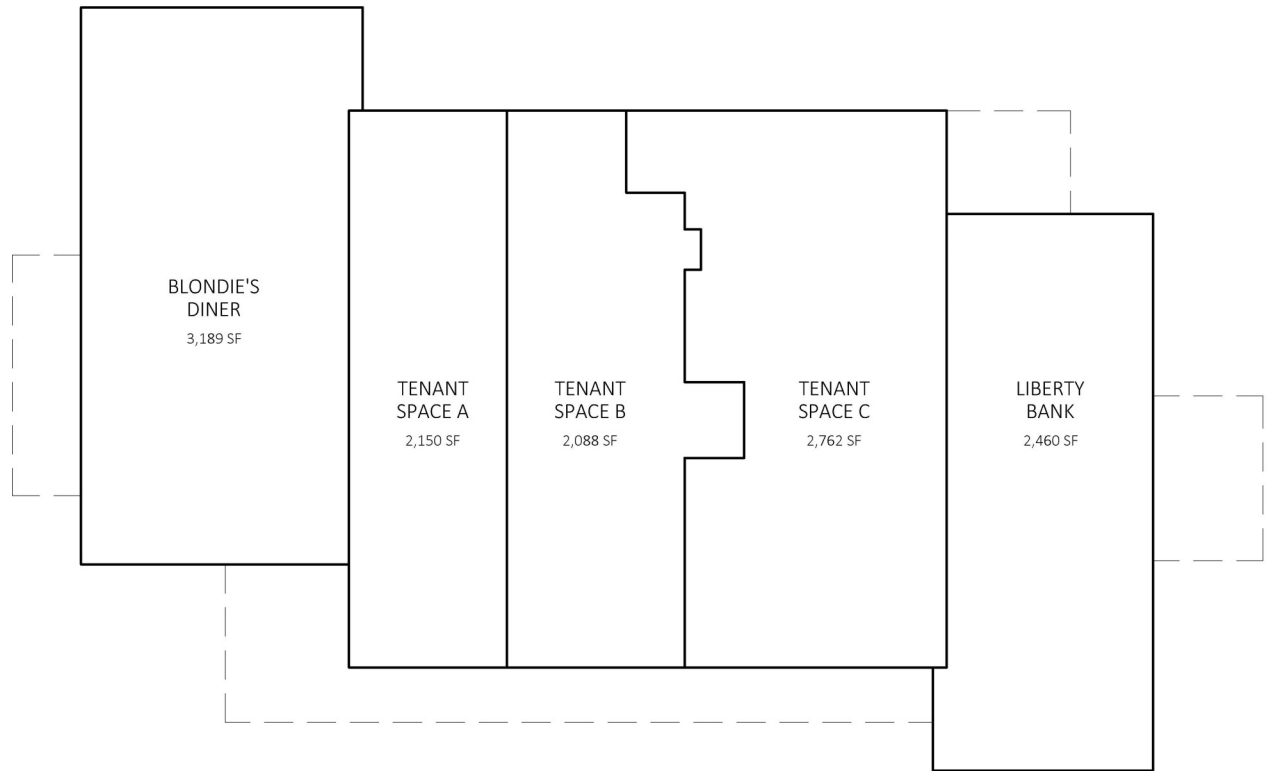 BLONDIE'S
DINER
3,189 SF
TENANT
SPACE A
2,150 SF
TENANT
SPACE B
2,088 SF
TENANT
SPACE C
2,762 SF
LIBERTY
BANK
2,460 SF